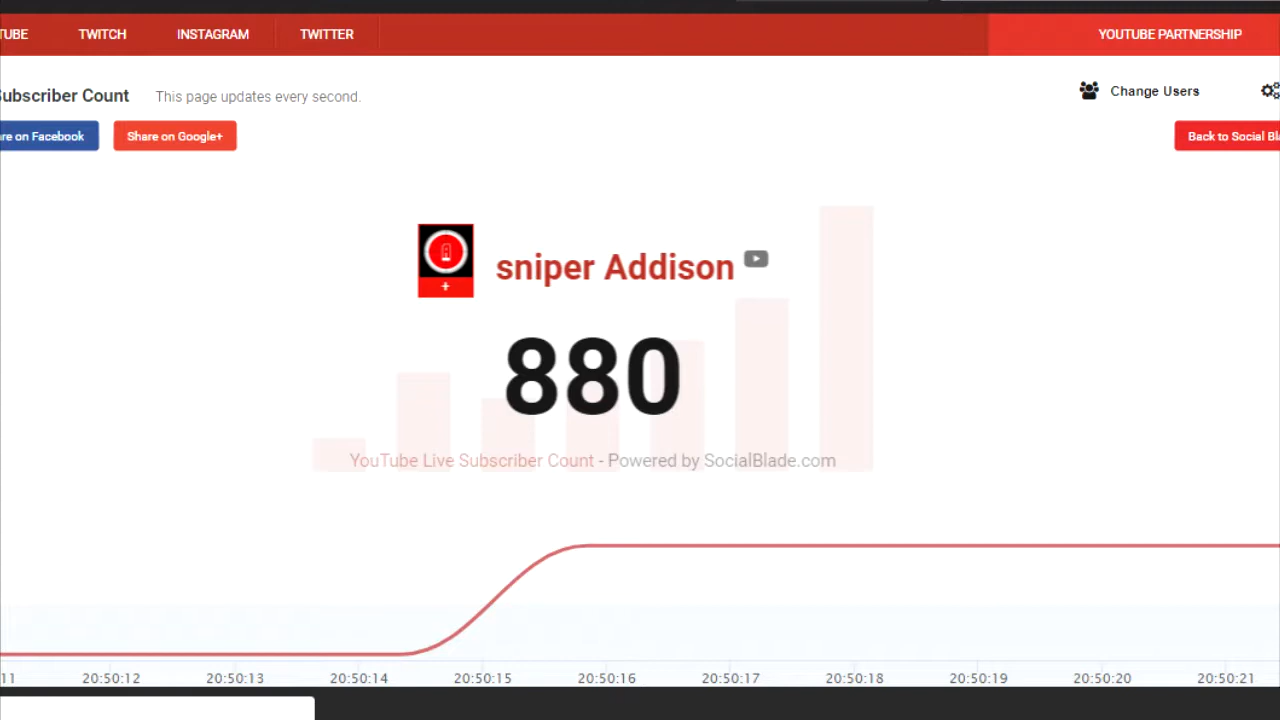 TUBE TWITCH INSTAGRAM TWITTER YOUTUBE PARTNERSHIP
ubscriber Count This page updates every second. Change Users
re on Facebook Share on Google+ Back to Social Bla
sniper Addison
+
880
YouTube Live Subscriber Count - Powered by SocialBlade.com
11 20:50:12 20:50:13 20:50:14 20:50:15 20:50:16 20:50:17 20:50:18 20:50:19 20:50:20 20:50:21